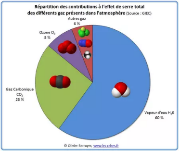 Répartition des contributions à l'effet de serre total
des différents gaz présents dans l'atmosphère (Source : GIEC)
Autres gaz
6 %
Ozone O3
8 %
Gaz Carbonique
CO2
26 %
Vapeur d'eau H2O
60 %